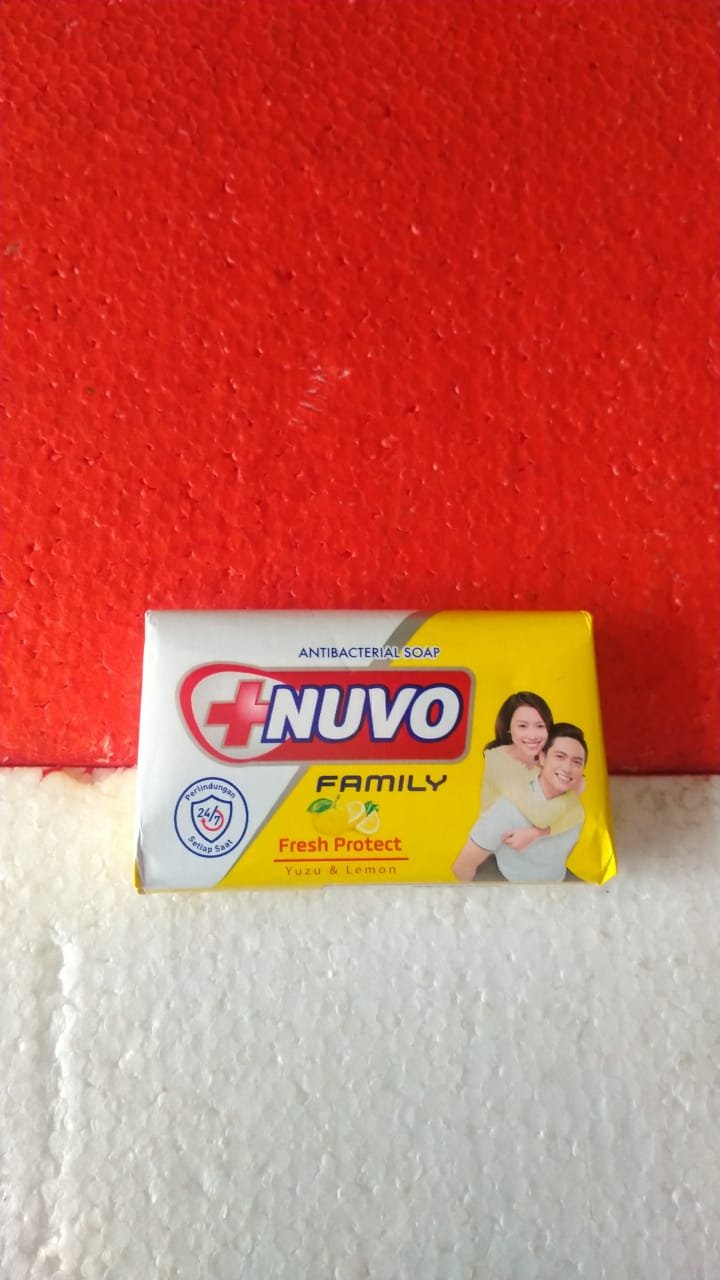 ANTIBACTERIAL SOAP
NUVO
FAMILY
Perlindungan
24/7
Setiap Saat
Fresh Protect
Yuzu & Lemon